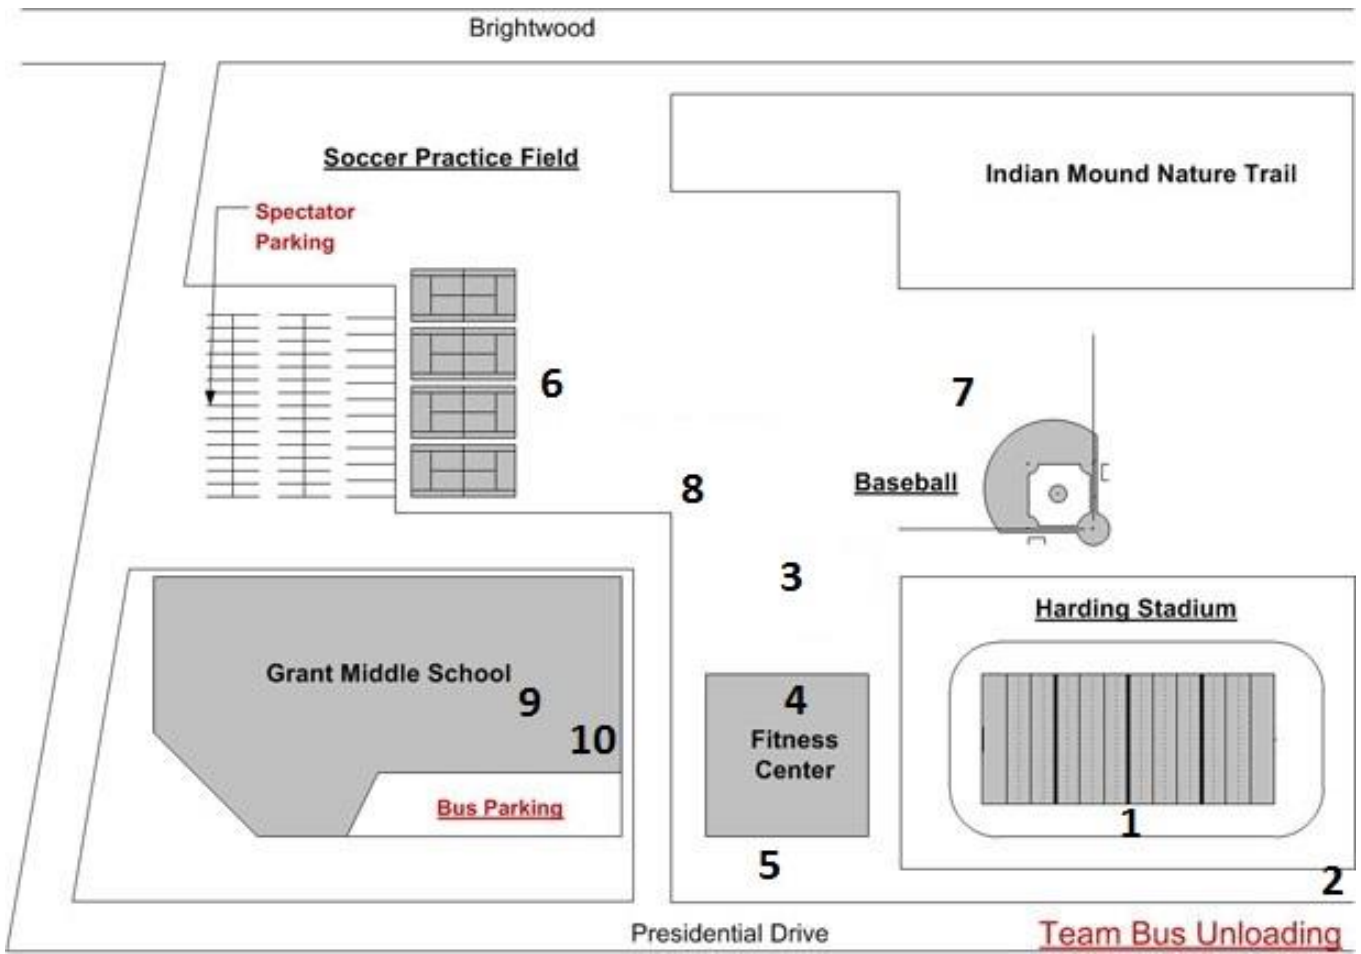 Brightwood
Soccer Practice Field
Indian Mound Nature Trail
Spectator
Parking
6
7
8
Baseball
3
Harding Stadium
Grant Middle School
9
4
10
Fitness
Center
Bus Parking
1
5
2
Presidential Drive
Team Bus Unloading